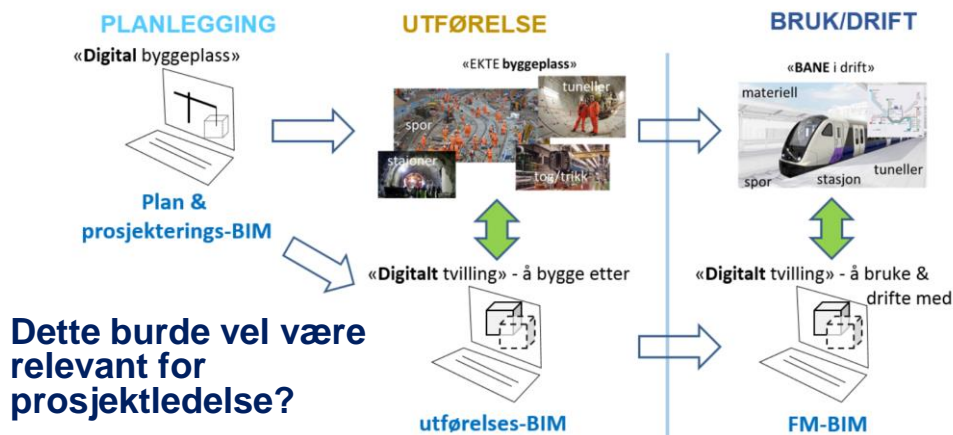 PLANLEGGING
«Digital byggeplass»
Plan &
prosjekterings-BIM
UTFØRELSE
«EKTE byggeplass»
tuneller
spor
stasjoner
tog/trikk
BRUK/DRIFT
«BANE i drift»
materiell
spor
stasjon
tuneller
«Digitalt tvilling» - å bygge etter
utførelses-BIM
«Digitalt tvilling» - å bruke &
drifte med
FM-BIM
Dette burde vel være
relevant for
prosjektledelse?